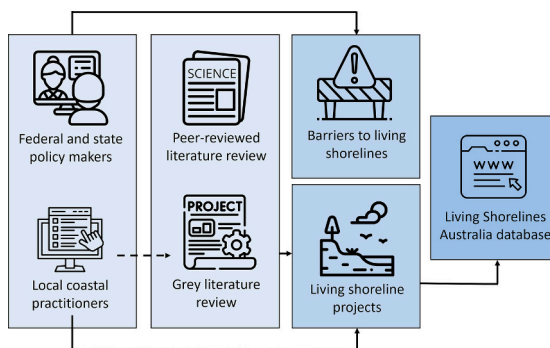 SCIENCE
Federal and state
policy makers
Peer-reviewed
literature review
Barriers to living
shorelines
WWW
Living Shorelines
Australia database
PROJECT
Local coastal
practitioners
Grey literature
review
Living shoreline
projects